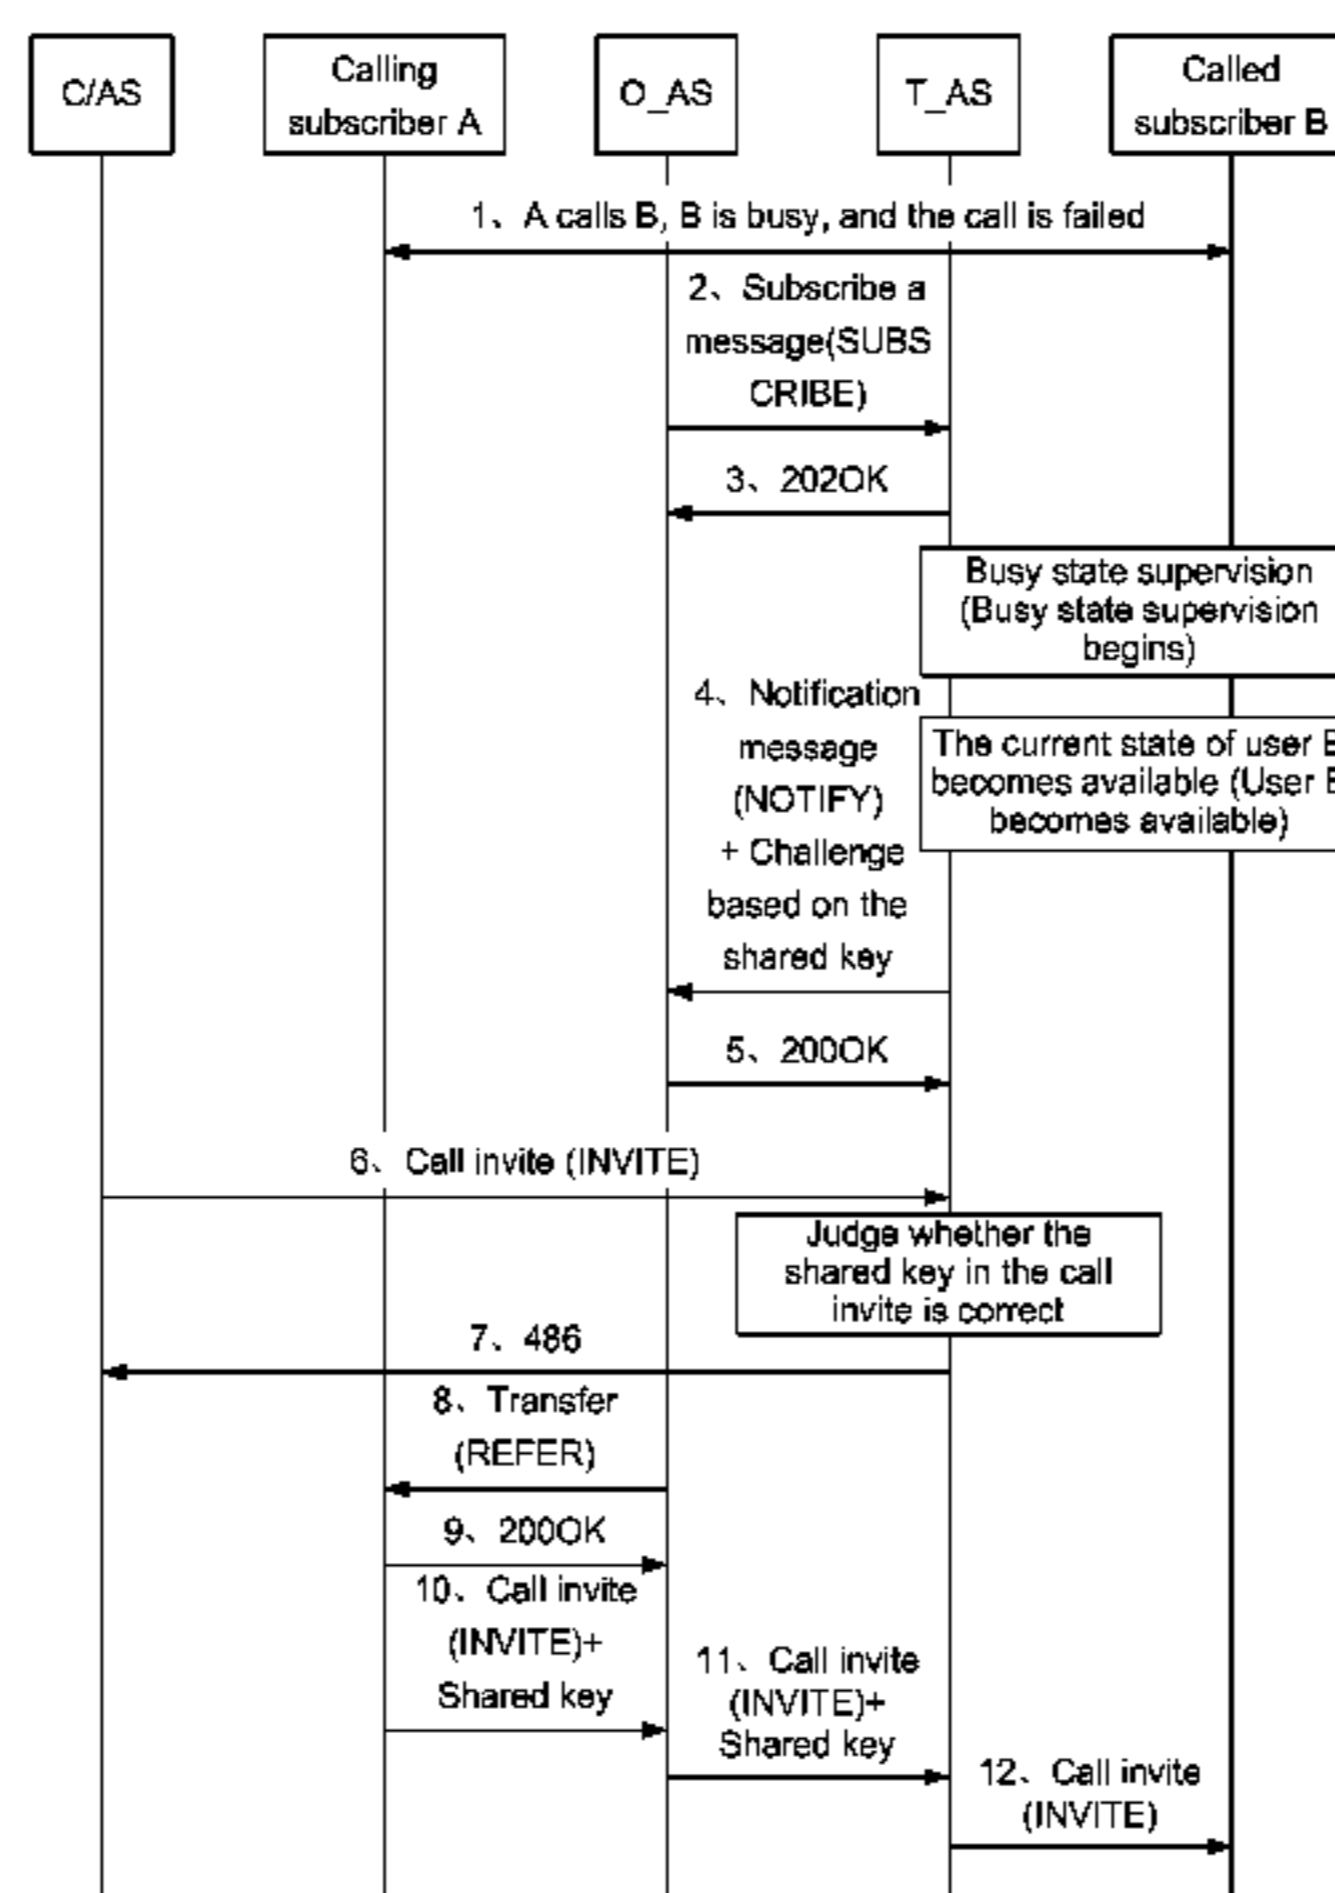 C/AS
Calling
subscriber A
O_AS
T_AS
Called
subscriber B
1、A calls B, B is busy, and the call is failed
2、Subscribe a
message(SUBS
CRIBE)
3、202OK
Busy state supervision
(Busy state supervision
begins)
4、Notification
message
(NOTIFY)
+ Challenge
based on the
shared key
The current state of user B
becomes available (User B
becomes available)
5、200OK
6、Call invite (INVITE)
Judge whether the
shared key in the call
invite is correct
7、486
8、Transfer
(REFER)
9、200OK
10、Call invite
(INVITE)+
Shared key
11、Call invite
(INVITE)+
Shared key
12、Call invite
(INVITE)